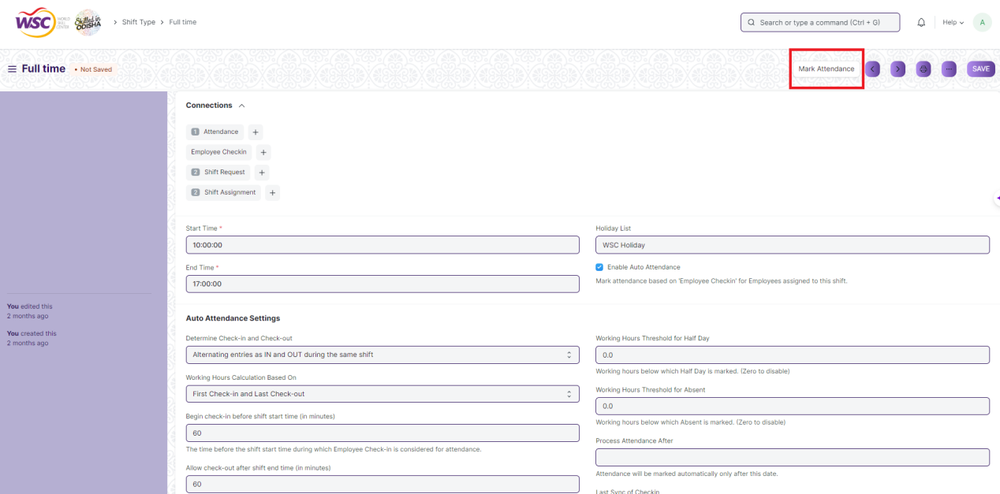 WSC WORLD SKILL CENTER Skilled in ODISHA > Shift Type > Full time
Search or type a command (Ctrl + G)
Help
A
Full time • Not Saved
Mark Attendance
SAVE
Connections
1 Attendance +
Employee Checkin +
2 Shift Request +
2 Shift Assignment +
Start Time *
10:00:00
End Time *
17:00:00
Holiday List
WSC Holiday
Enable Auto Attendance
Mark attendance based on 'Employee Checkin' for Employees assigned to this shift.
You edited this
2 months ago
You created this
2 months ago
Auto Attendance Settings
Determine Check-in and Check-out
Alternating entries as IN and OUT during the same shift
Working Hours Calculation Based On
First Check-in and Last Check-out
Begin check-in before shift start time (in minutes)
60
The time before the shift start time during which Employee Check-in is considered for attendance.
Allow check-out after shift end time (in minutes)
60
Working Hours Threshold for Half Day
0.0
Working hours below which Half Day is marked. (Zero to disable)
Working Hours Threshold for Absent
0.0
Working hours below which Absent is marked. (Zero to disable)
Process Attendance After
Attendance will be marked automatically only after this date.
Last Sync of Checkin